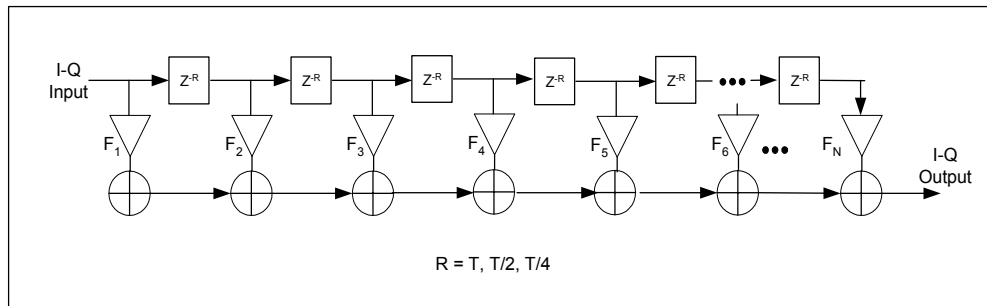 I-Q
Input
Z-R
Z-R
Z-R
Z-R
Z-R
Z-R
F1
F2
F3
F4
F5
F6
FN
I-Q
Output
R = T, T/2, T/4